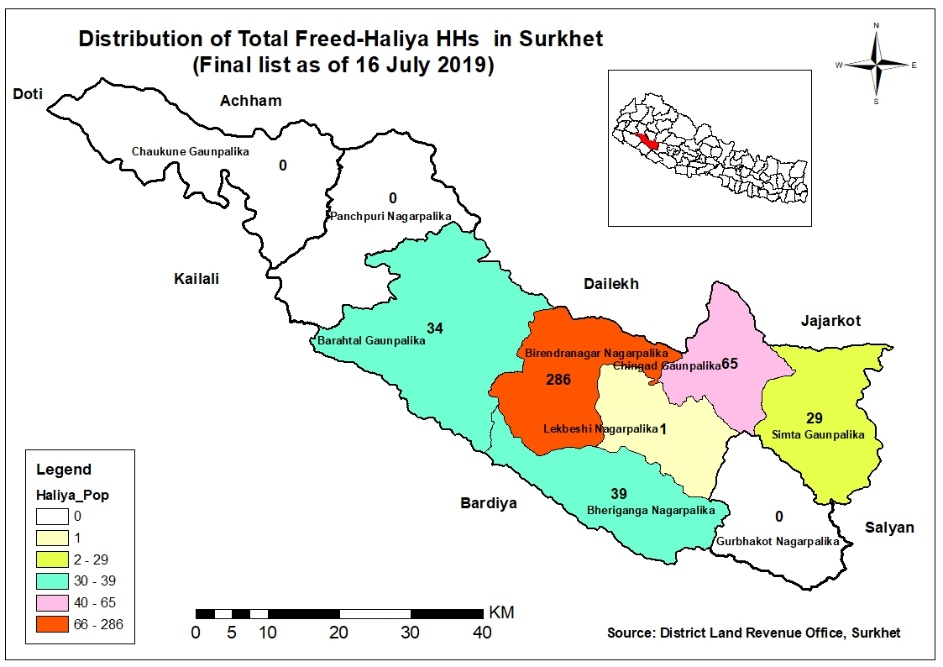 Distribution of Total Freed-Haliya HHs in Surkhet
(Final list as of 16 July 2019)
N
W
E
S
Doti
Achham
Chaukune Gaunpalika
0
0
Panchpuri Nagarpalika
Kailali
Dailekh
Jajarkot
34
Barahtal Gaunpalika
Birendranagar Nagarpalika
Chingad Gaunpalika
65
286
29
Simta Gaunpalika
Lekbeshi Nagarpalika
1
Legend
Haliya_Pop
0
1
2 - 29
30 - 39
40 - 65
66 - 286
Bardiya
39
Bheriganga Nagarpalika
0
Gurbhakot Nagarpalika
Salyan
KM
0 5 10 20 30 40
Source: District Land Revenue Office, Surkhet